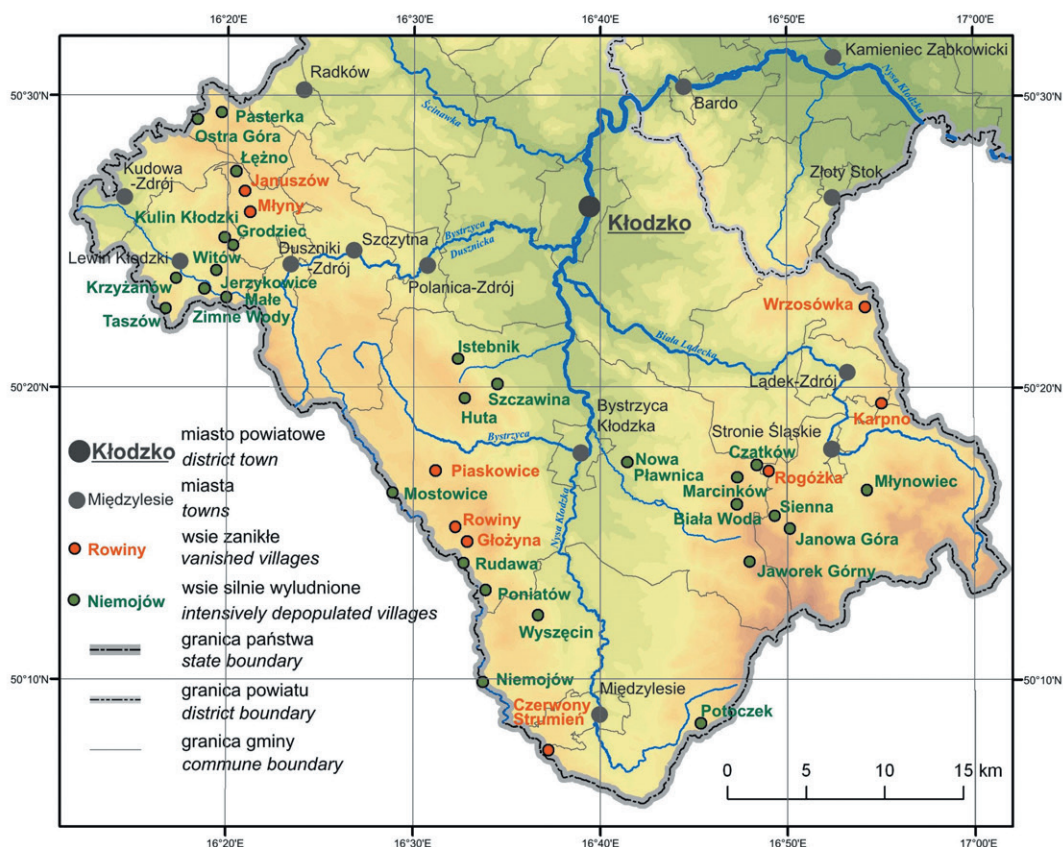 16°20'E
16°30'E
16°40'E
16°50'E
17°00'E
Kamieniec Ząbkowicki
Radków
Nysa Kłodzka
50°30'N
50°30'N
Bardo
Ścinawka
Pasterka
Ostra Góra
Łężno
Kudowa
-Zdrój
Januszów
Złoty Stok
Młyny
Kulin Kłodzki
Kłodzko
Grodziec
Szczytna
Bystrzyca
Dusznicka
Duszniki
-Zdrój
Lewin Kłodzki
Witów
Polanica-Zdrój
Krzyżanów
Jerzykowice
Małe
Zimne Wody
Taszów
Wrzosówka
Biała Lądecka
Istebnik
50°20'N
50°20'N
Lądek-Zdrój
Szczawina
Huta
Karpno
Bystrzyca
Kłodzka
Stronie Śląskie
Bystrzyca
Czatków
Nowa
Pławnica
Rogóżka
Piaskowice
Młynowiec
Marcinków
Mostowice
Sienna
Biała Woda
Rowiny
Janowa Góra
Głożyna
Nysa Kłodzka
Rudawa
Jaworek Górny
Poniatów
Wyszęcin
50°10'N
50°10'N
Niemojów
Międzylesie
Czerwony
Strumień
Potoczek
Kłodzko
miasto powiatowe
district town
Międzylesie
miasta
towns
Rowiny
wsie zanikłe
vanished villages
Niemojów
wsie silnie wyludnione
intensively depopulated villages
granica państwa
state boundary
granica powiatu
district boundary
granica gminy
commune boundary
0 5 10 15 km
16°20'E
16°30'E
16°40'E
16°50'E
17°00'E